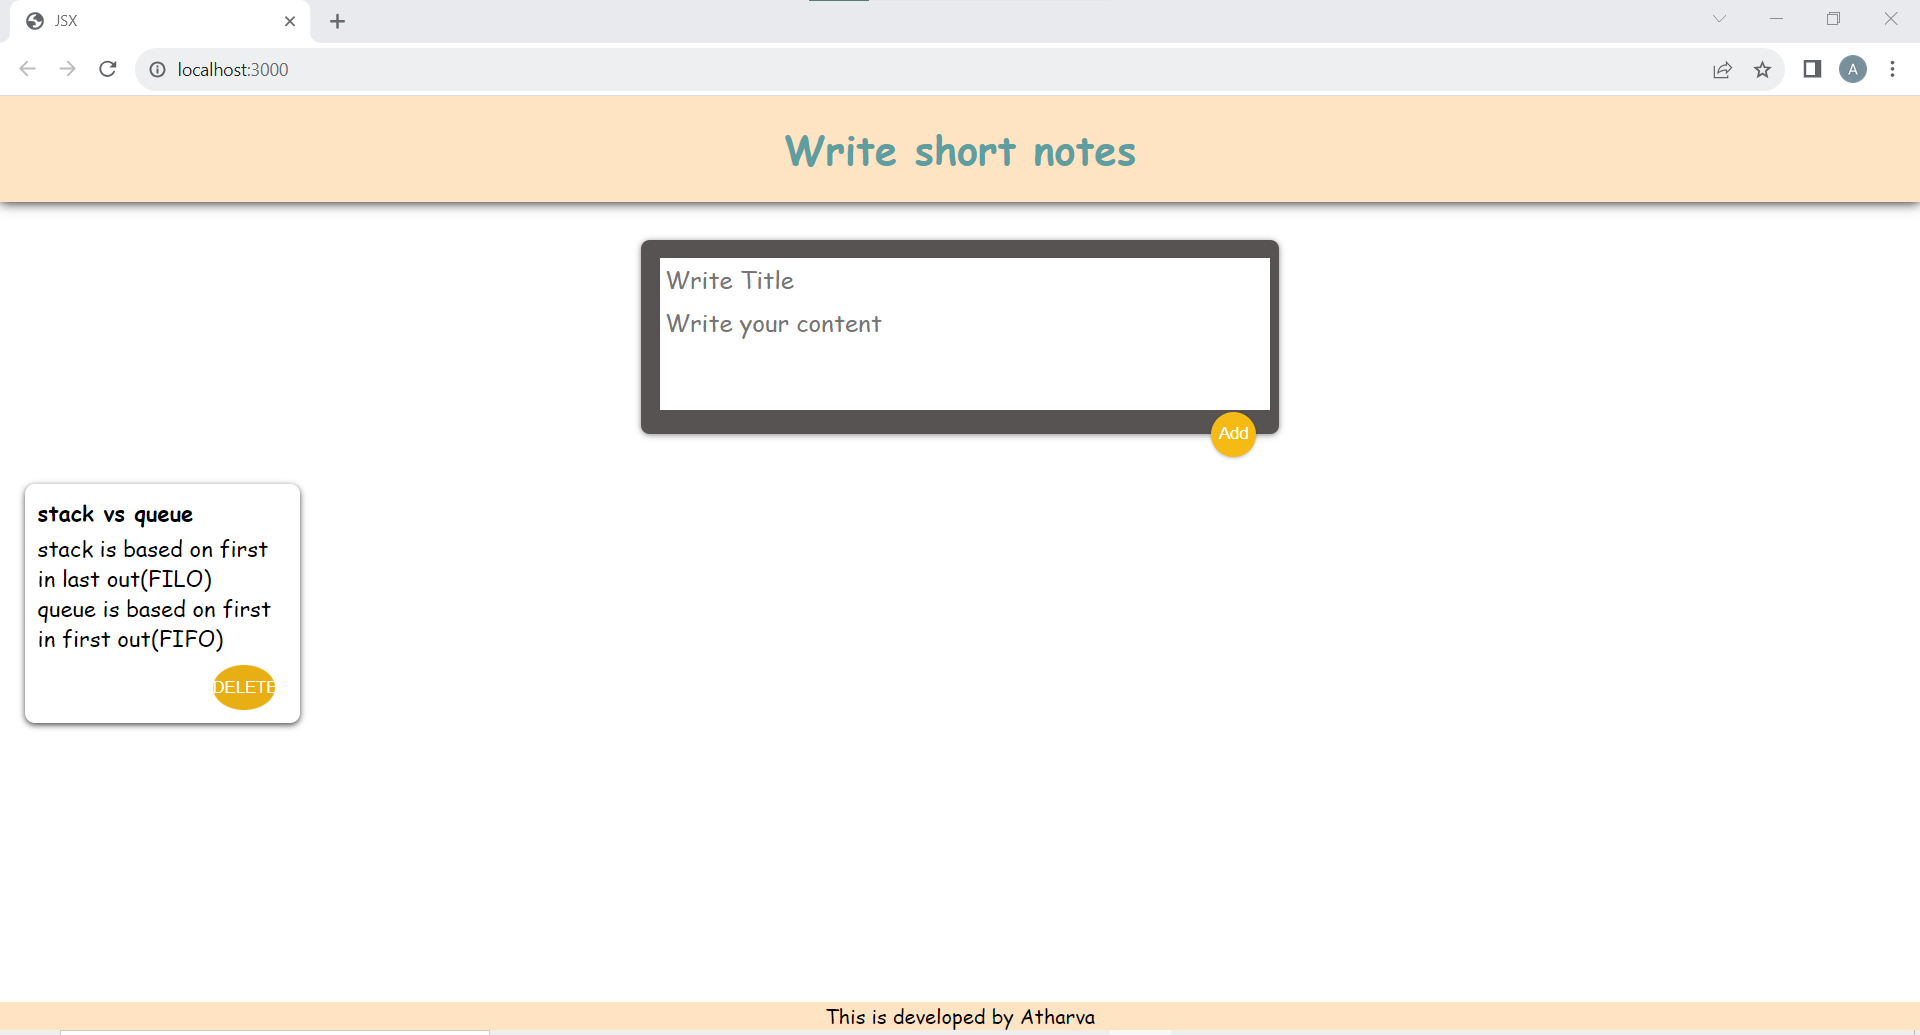 JSX
localhost:3000
A
Write short notes
Write Title
Write your content
Add
stack vs queue
stack is based on first
in last out(FILO)
queue is based on first
in first out(FIFO)
DELETE
This is developed by Atharva